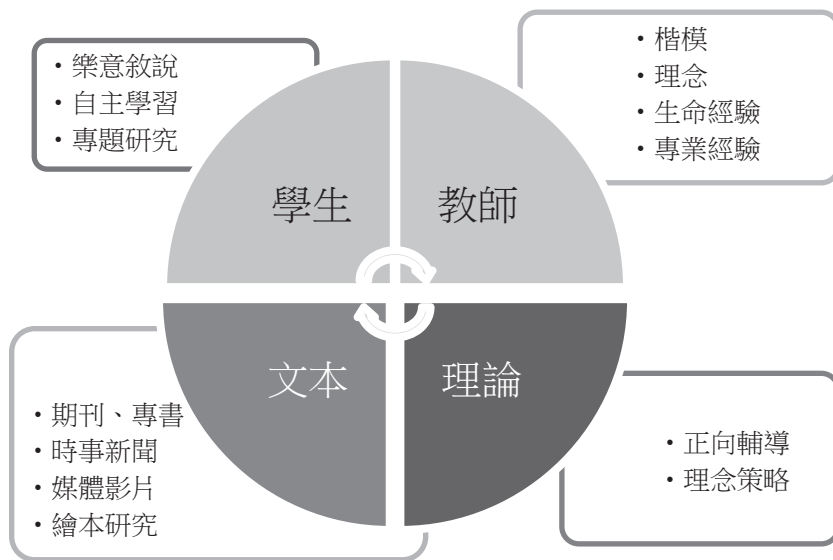 ・樂意敘說
・自主學習
・專題研究
學生
教師
・楷模
・理念
・生命經驗
・專業經驗
文本
理論
・期刊、專書
・時事新聞
・媒體影片
・繪本研究
・正向輔導
・理念策略